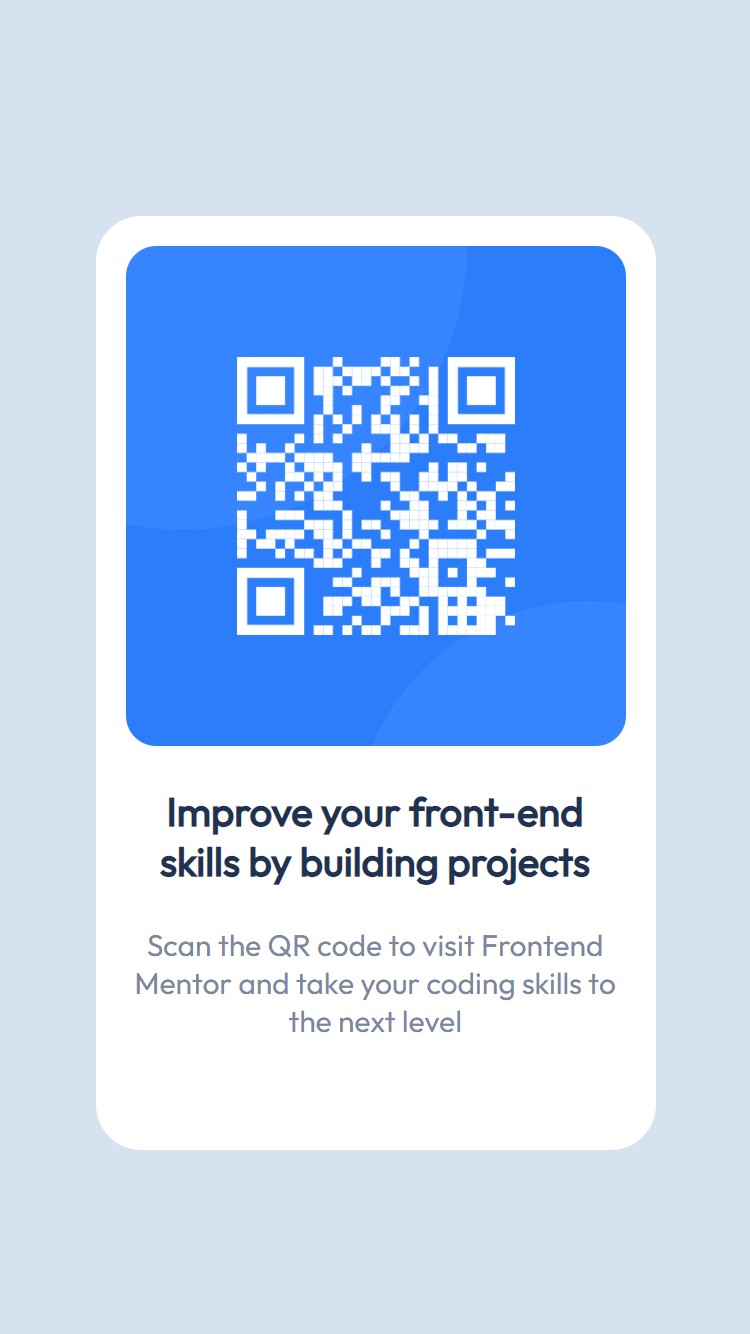 Improve your front-end
skills by building projects
Scan the QR code to visit Frontend
Mentor and take your coding skills to
the next level